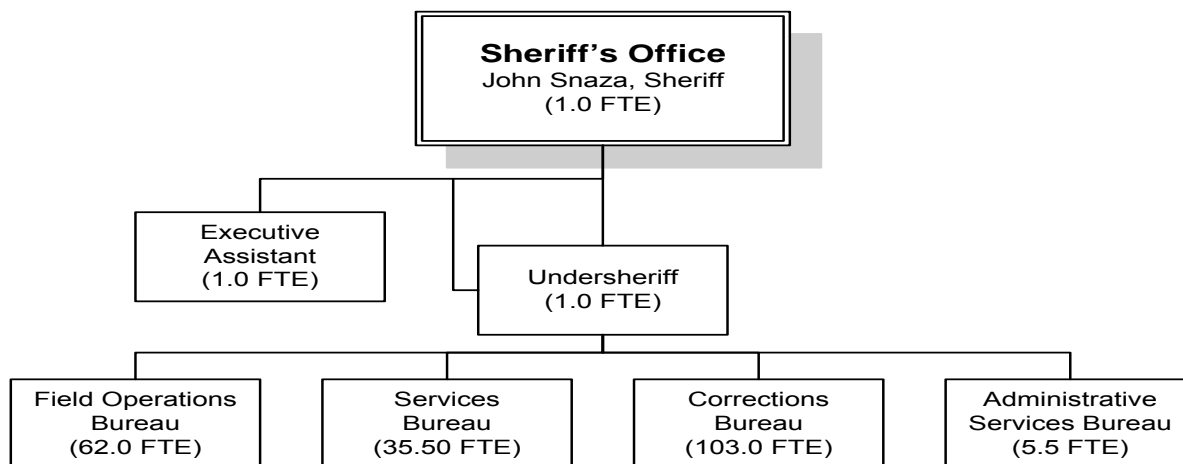 Sheriff’s Office
John Snaza, Sheriff
(1.0 FTE)
Executive
Assistant
(1.0 FTE)
Undersheriff
(1.0 FTE)
Field Operations
Bureau
(62.0 FTE)
Services
Bureau
(35.50 FTE)
Corrections
Bureau
(103.0 FTE)
Administrative
Services Bureau
(5.5 FTE)